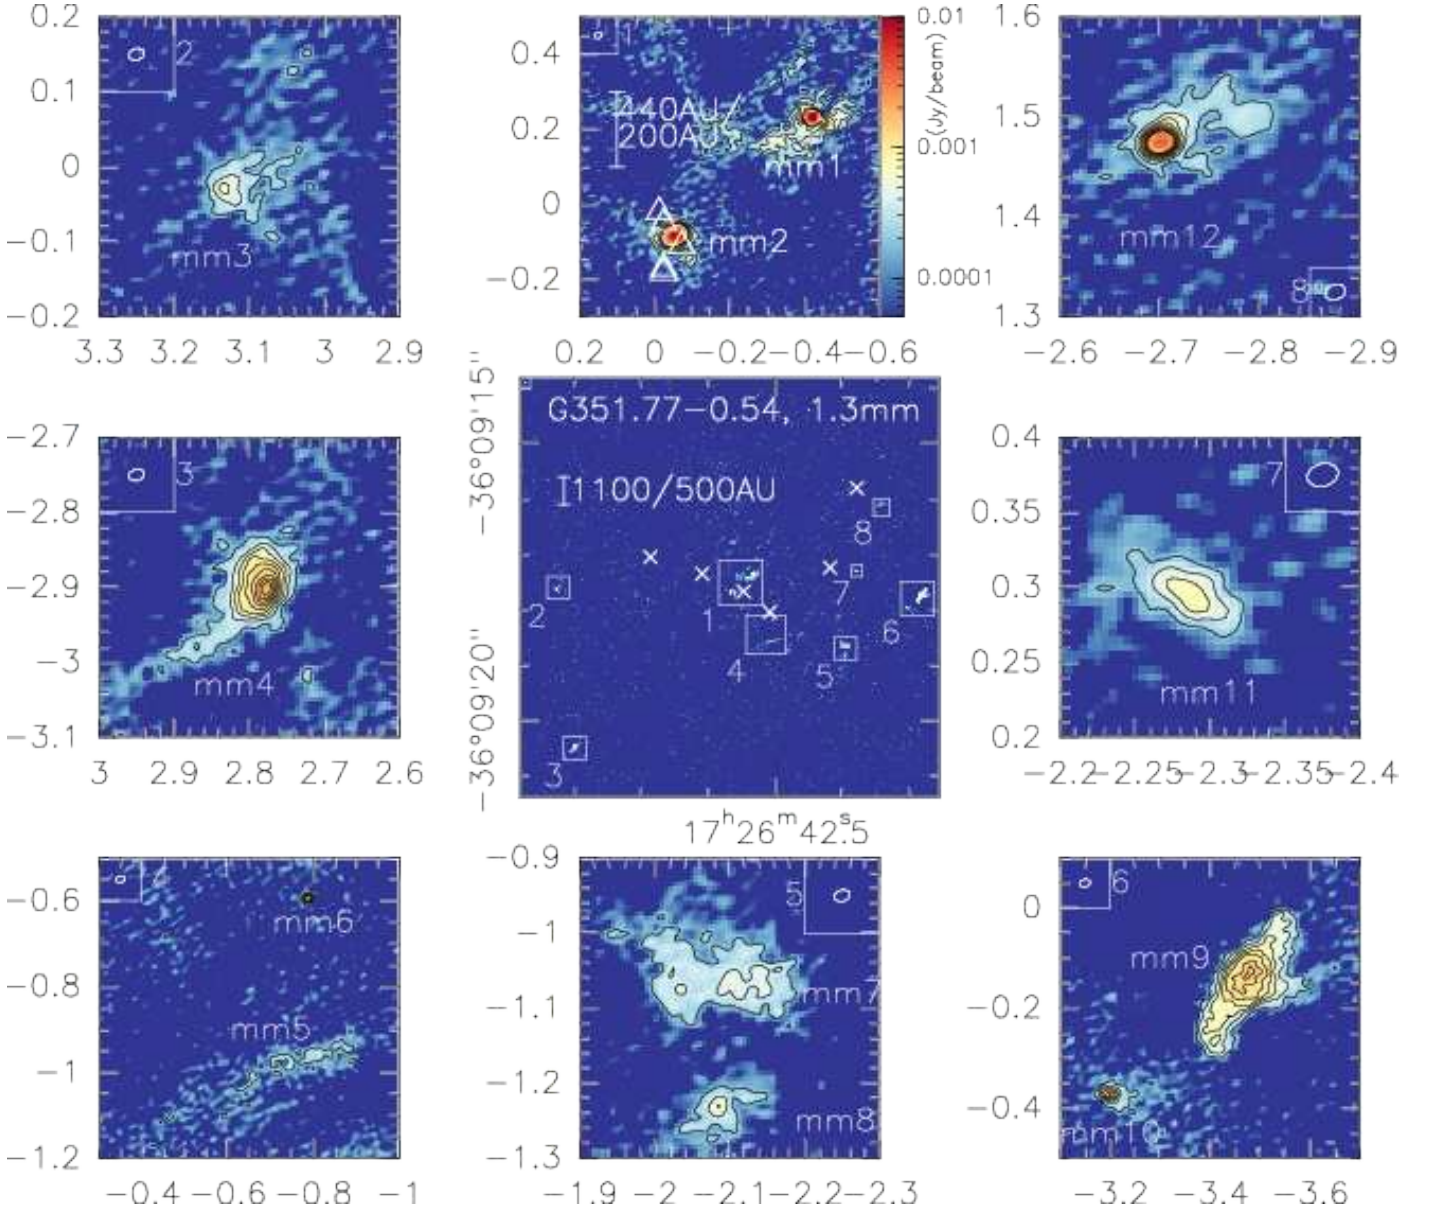 0.2
0.1
0
−0.1
−0.2
2
mm3
3.3 3.2 3.1 3 2.9
0.4
0.2
0
−0.2
1
440AU/
200AU
mm1
mm2
0.2 0 −0.2 −0.4 −0.6
0.01
0.001
0.0001
(Jy/beam)
1.6
1.5
1.4
1.3
mm12
8
−2.6 −2.7 −2.8 −2.9
−2.7
−2.8
−2.9
−3
−3.1
3
mm4
3 2.9 2.8 2.7 2.6
−36°09'15"
−36°09'20"
G351.77−0.54, 1.3mm
1100/500AU
8
2
1
7
6
4
5
3
17h26m42s.5
0.4
0.35
0.3
0.25
0.2
7
mm11
−2.2 −2.25 −2.3 −2.35 −2.4
−0.6
−0.8
−1
−1.2
4
mm6
mm5
−0.4 −0.6 −0.8 −1
−0.9
−1
−1.1
−1.2
−1.3
5
mm7
mm8
−1.9 −2 −2.1 −2.2 −2.3
0
−0.2
−0.4
6
mm9
mm10
−3.2 −3.4 −3.6